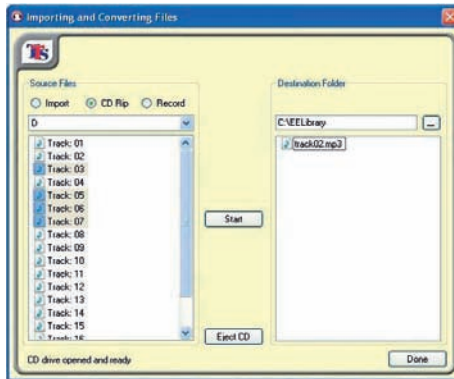 Importing and Converting Files
Source Files
Import CD Rip Record
D
Track: 01
Track: 02
Track: 03
Track: 04
Track: 05
Track: 06
Track: 07
Track: 08
Track: 09
Track: 10
Track: 11
Track: 12
Track: 13
Track: 14
Track: 15
Track: 16
Start
Eject CD
CD drive opened and ready
Destination Folder
C:\EELibrary ...
track02.mp3
Done